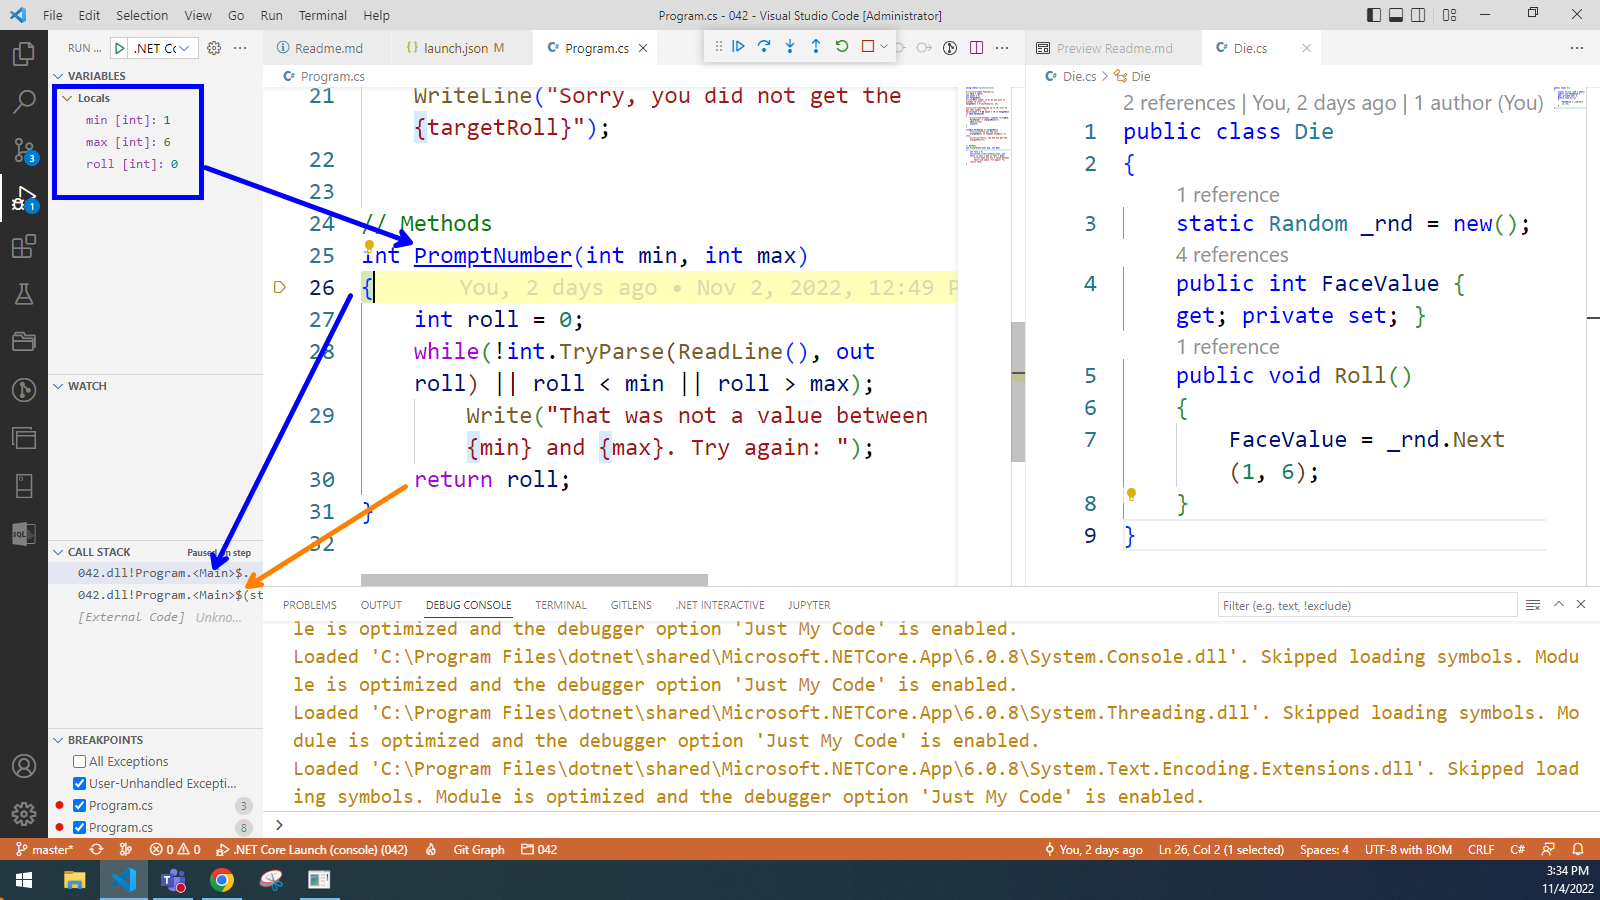 File Edit Selection View Go Run Terminal Help
Program.cs - 042 - Visual Studio Code [Administrator]
RUN ...
.NET Cc
Readme.md
launch.json M
Program.cs
Preview Readme.md
Die.cs
VARIABLES
Locals
min [int]: 1
max [int]: 6
roll [int]: 0
WATCH
CALL STACK
Paused on step
042.dll!Program.<Main>$.
042.dll!Program.<Main>$(st
[External Code] Unkno...
BREAKPOINTS
All Exceptions
User-Unhandled Excepti...
Program.cs 3
Program.cs 8
3
1
SQL
Program.cs
21 WriteLine("Sorry, you did not get the
{targetRoll}");
22
23
24 // Methods
25 int PromptNumber(int min, int max)
26 { You, 2 days ago • Nov 2, 2022, 12:49 P
27 int roll = 0;
28 while(!int.TryParse(ReadLine(), out
roll) || roll < min || roll > max);
29 Write("That was not a value between
{min} and {max}. Try again: ");
30 return roll;
31 }
32
Die.cs > Die
2 references | You, 2 days ago | 1 author (You)
1 public class Die
2 {
1 reference
3 static Random _rnd = new();
4 references
4 public int FaceValue {
get; private set; }
1 reference
5 public void Roll()
6 {
7 FaceValue = _rnd.Next
(1, 6);
8 }
9 }
PROBLEMS OUTPUT DEBUG CONSOLE TERMINAL GITLENS .NET INTERACTIVE JUPYTER
Filter (e.g. text, !exclude)
le is optimized and the debugger option 'Just My Code' is enabled.
Loaded 'C:\Program Files\dotnet\shared\Microsoft.NETCore.App\6.0.8\System.Console.dll'. Skipped loading symbols. Modu
le is optimized and the debugger option 'Just My Code' is enabled.
Loaded 'C:\Program Files\dotnet\shared\Microsoft.NETCore.App\6.0.8\System.Threading.dll'. Skipped loading symbols. Mo
dule is optimized and the debugger option 'Just My Code' is enabled.
Loaded 'C:\Program Files\dotnet\shared\Microsoft.NETCore.App\6.0.8\System.Text.Encoding.Extensions.dll'. Skipped load
ing symbols. Module is optimized and the debugger option 'Just My Code' is enabled.
>
master* 0 0 .NET Core Launch (console) (042) Git Graph 042
You, 2 days ago Ln 26, Col 2 (1 selected) Spaces: 4 UTF-8 with BOM CRLF C#
3:34 PM
11/4/2022